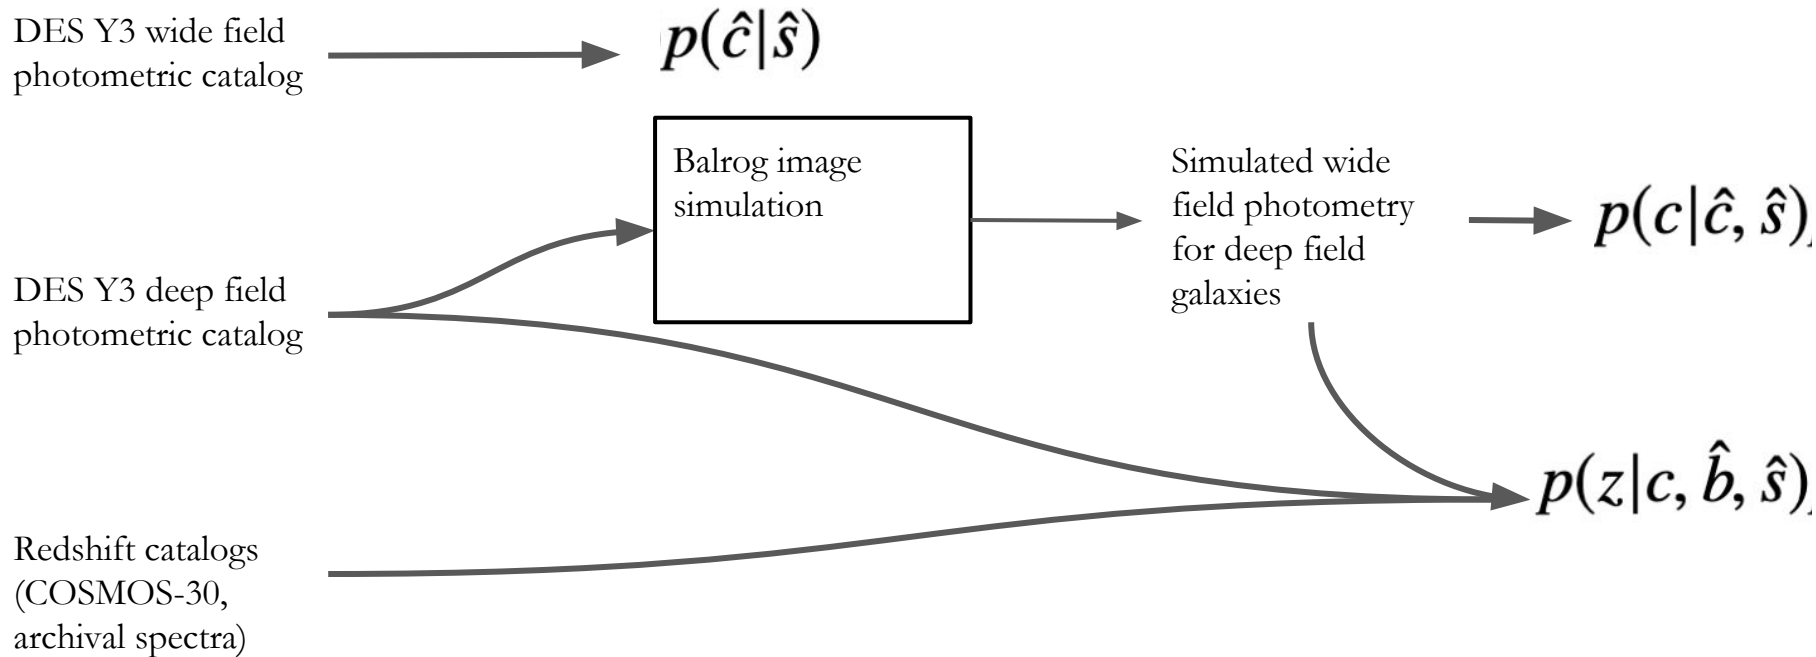 DES Y3 wide field
photometric catalog
p(ĉ|ŝ)
Balrog image
simulation
Simulated wide
field photometry
for deep field
galaxies
p(c|ĉ, ŝ)
DES Y3 deep field
photometric catalog
p(z|c, b̂, ŝ)
Redshift catalogs
(COSMOS-30,
archival spectra)